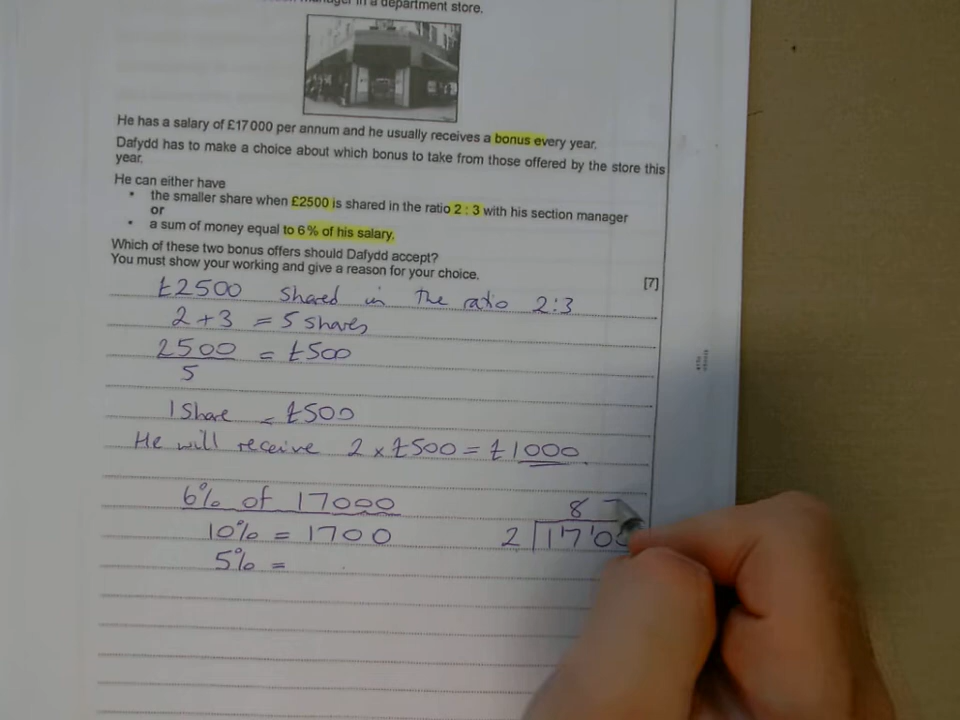 manager in a department store.
He has a salary of £17 000 per annum and he usually receives a bonus every year.
Dafydd has to make a choice about which bonus to take from those offered by the store this
year.
He can either have
• the smaller share when £2500 is shared in the ratio 2 : 3 with his section manager
or
• a sum of money equal to 6% of his salary.
Which of these two bonus offers should Dafydd accept?
You must show your working and give a reason for your choice.
[7]
£2500 shared in the ratio 2:3
2 + 3 = 5 shares
2500 = £500
5
1 share = £500
He will receive 2 × £500 = £1000
6% of 17000
10% = 1700
5% =
8
2 17100